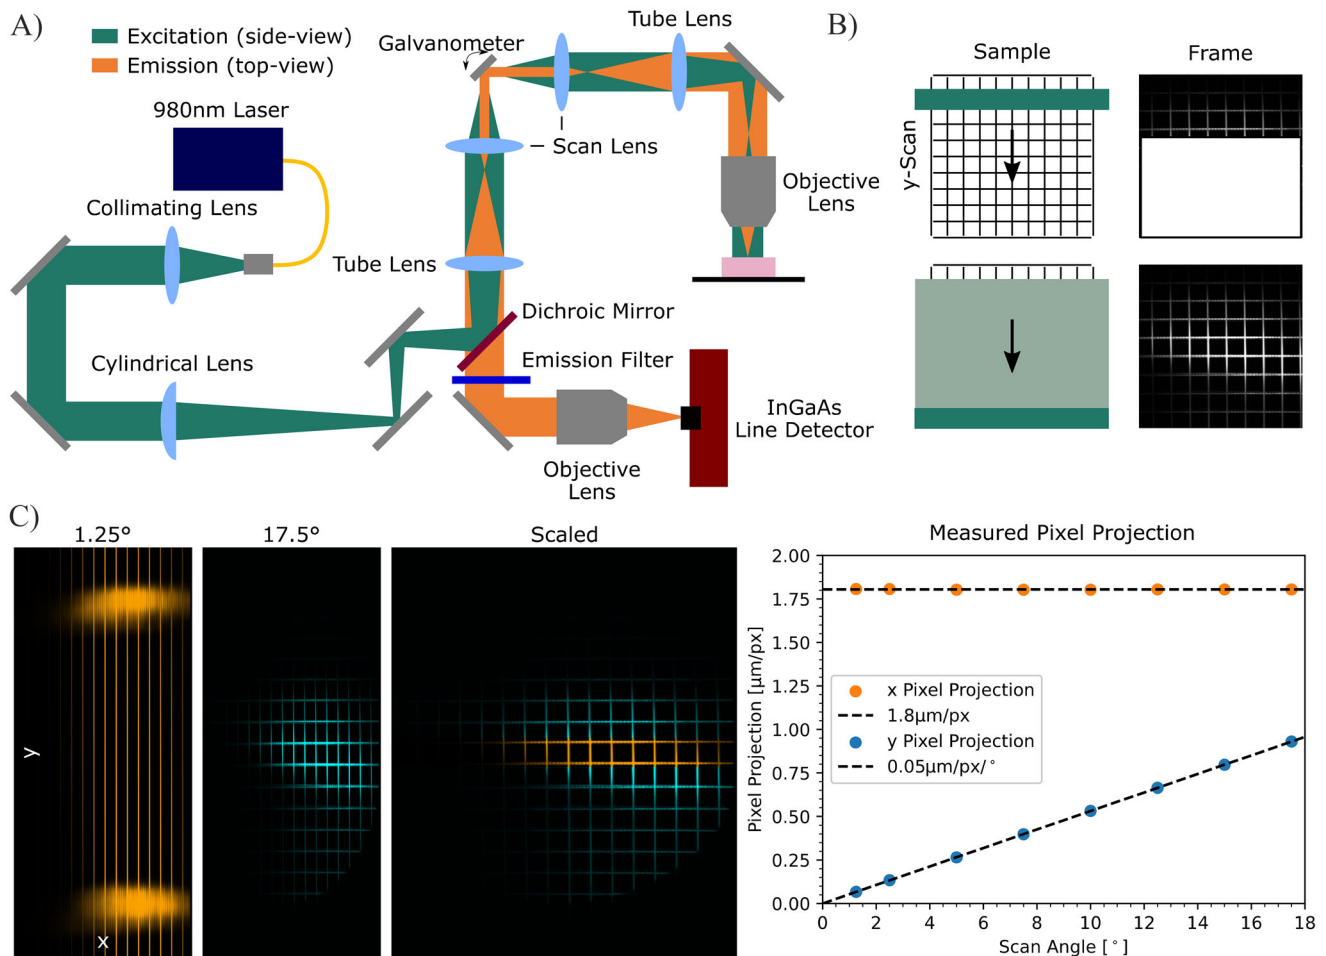 A)
Excitation (side-view)
Emission (top-view)
980nm Laser
Collimating Lens
Cylindrical Lens
Galvanometer
Tube Lens
Scan Lens
Objective
Lens
Tube Lens
Dichroic Mirror
Emission Filter
Objective
Lens
InGaAs
Line Detector
B)
Sample
Frame
y-Scan
C)
1.25°
17.5°
Scaled
y
x
Measured Pixel Projection
Pixel Projection [µm/px]
2.00
1.75
1.50
1.25
1.00
0.75
0.50
0.25
0.00
x Pixel Projection
1.8µm/px
y Pixel Projection
0.05µm/px/°
0 2 4 6 8 10 12 14 16 18
Scan Angle [°]